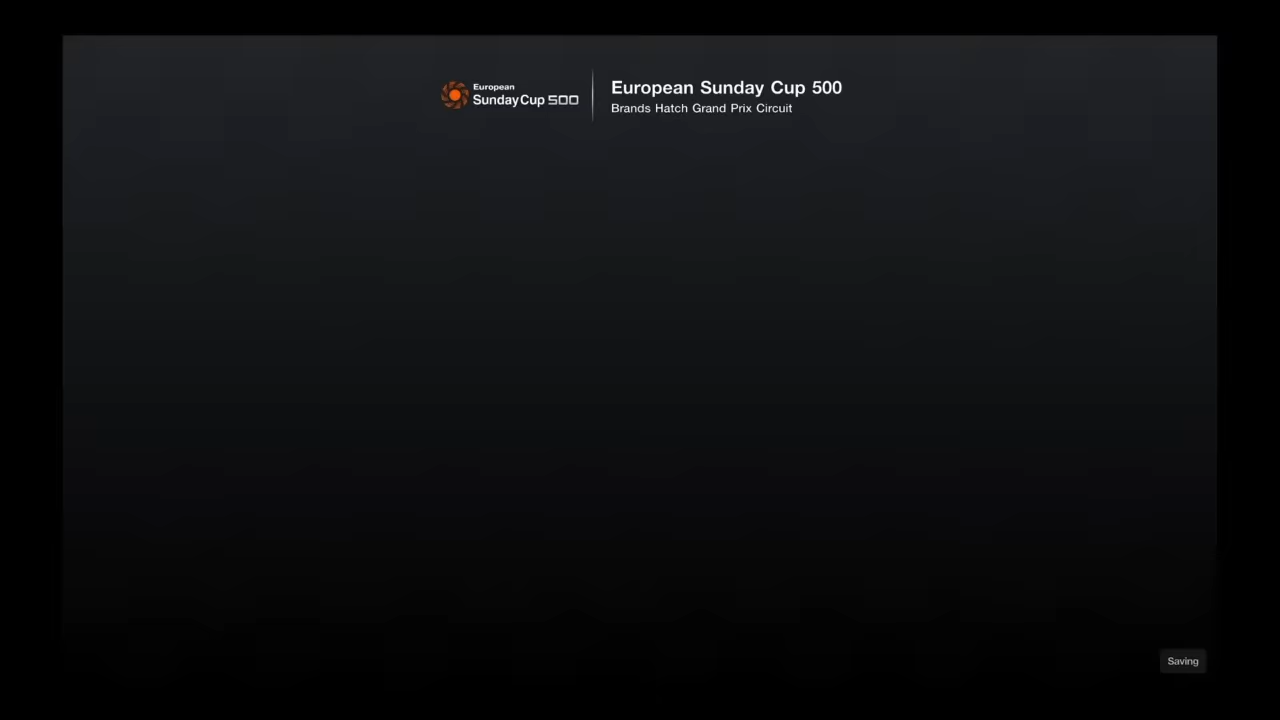 European
Sunday Cup 500
European Sunday Cup 500
Brands Hatch Grand Prix Circuit
Saving